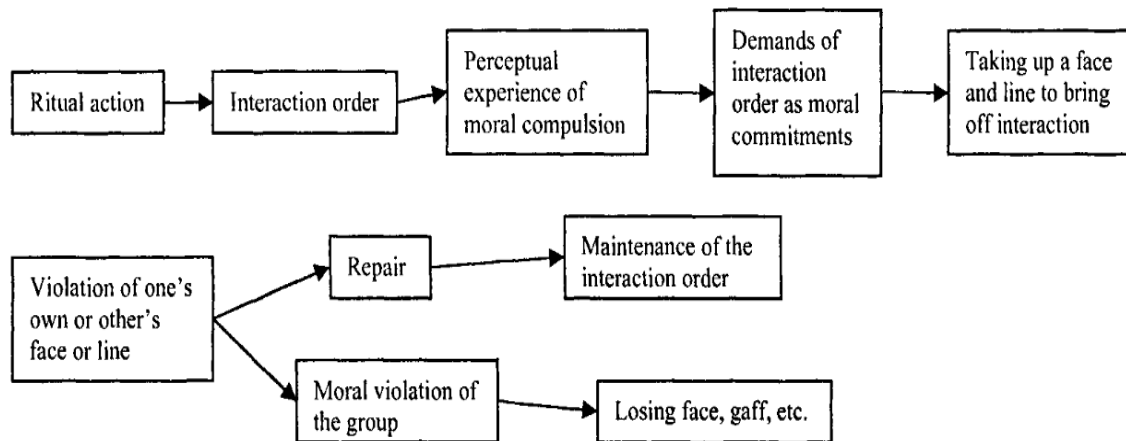 Ritual action
Interaction order
Perceptual
experience of
moral compulsion
Demands of
interaction
order as moral
commitments
Taking up a face
and line to bring
off interaction
Violation of one's
own or other's
face or line
Repair
Maintenance of the
interaction order
Moral violation of
the group
Losing face, gaff, etc.